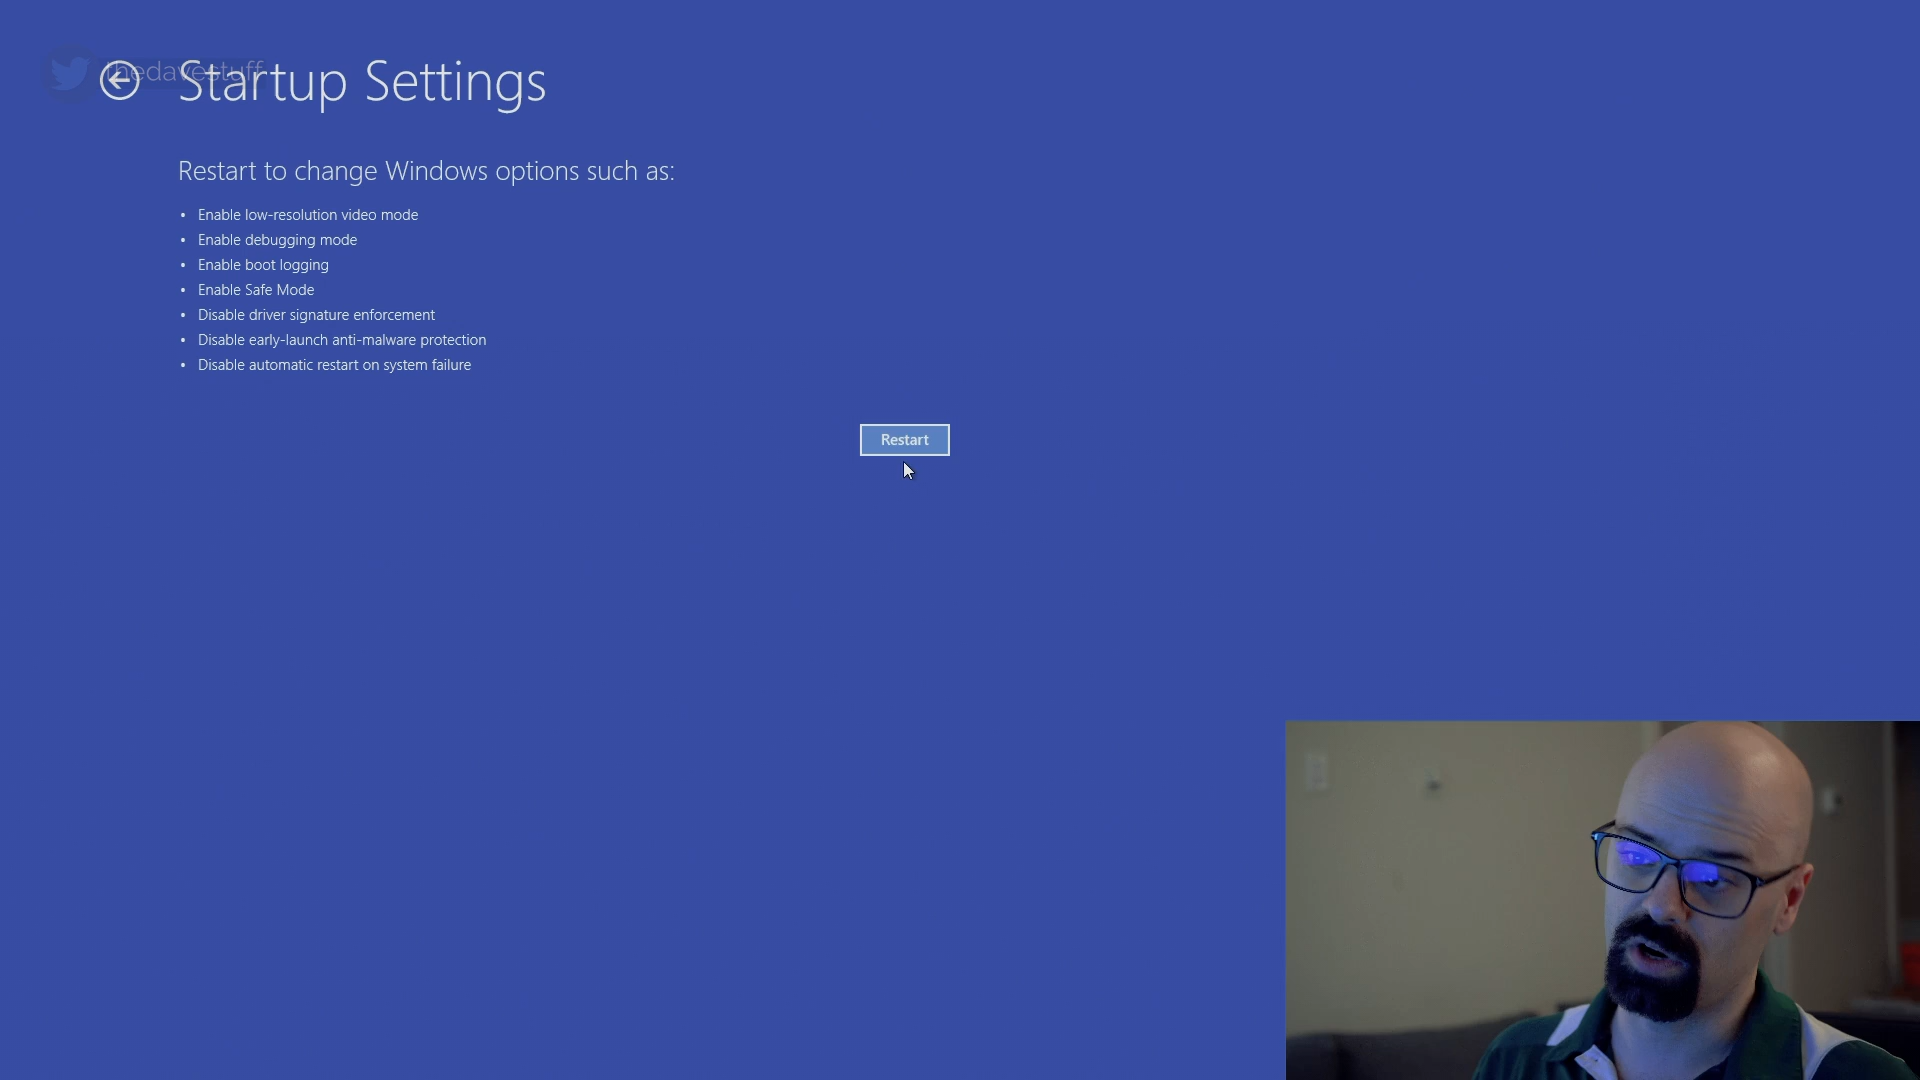 thedavestuff
Startup Settings
Restart to change Windows options such as:
• Enable low-resolution video mode
• Enable debugging mode
• Enable boot logging
• Enable Safe Mode
• Disable driver signature enforcement
• Disable early-launch anti-malware protection
• Disable automatic restart on system failure
Restart